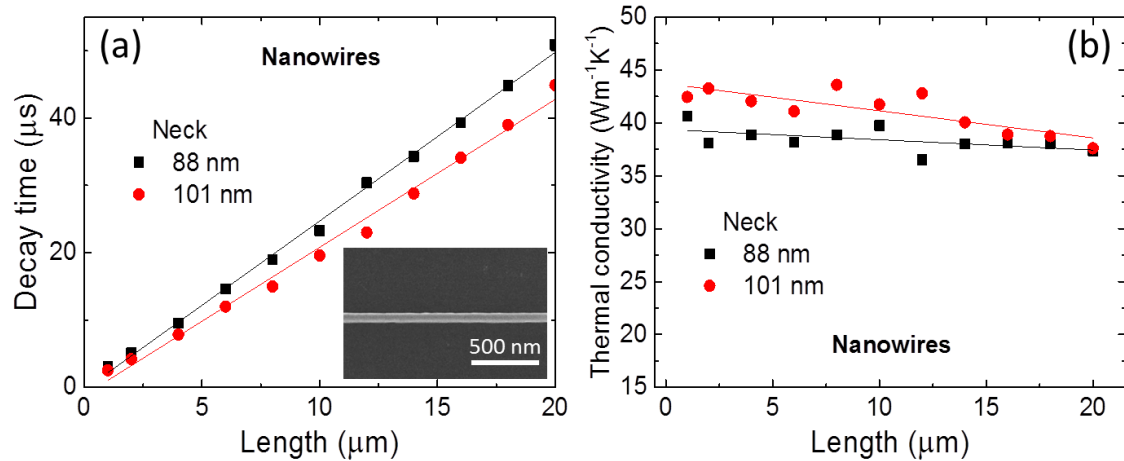 (a)
Nanowires
Neck
88 nm
101 nm
500 nm
Decay time (μs)
40
20
0
0
5
10
15
20
Length (μm)
(b)
Thermal conductivity (Wm⁻¹K⁻¹)
50
45
40
35
30
25
20
15
Neck
88 nm
101 nm
Nanowires
0
5
10
15
20
Length (μm)